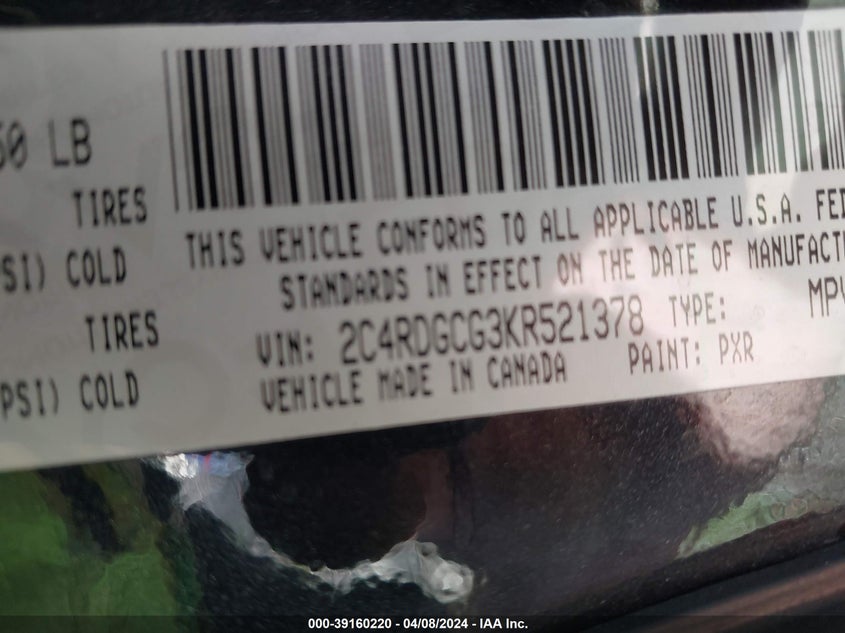 60 LB
TIRES
SI) COLD
TIRES
PSI) COLD
THIS VEHICLE CONFORMS TO ALL APPLICABLE U.S.A. FED
STANDARDS IN EFFECT ON THE DATE OF MANUFACT
VIN: 2C4RDGCG3KR521378 TYPE: MPV
VEHICLE MADE IN CANADA PAINT: PXR
000-39160220 - 04/08/2024 - IAA Inc.